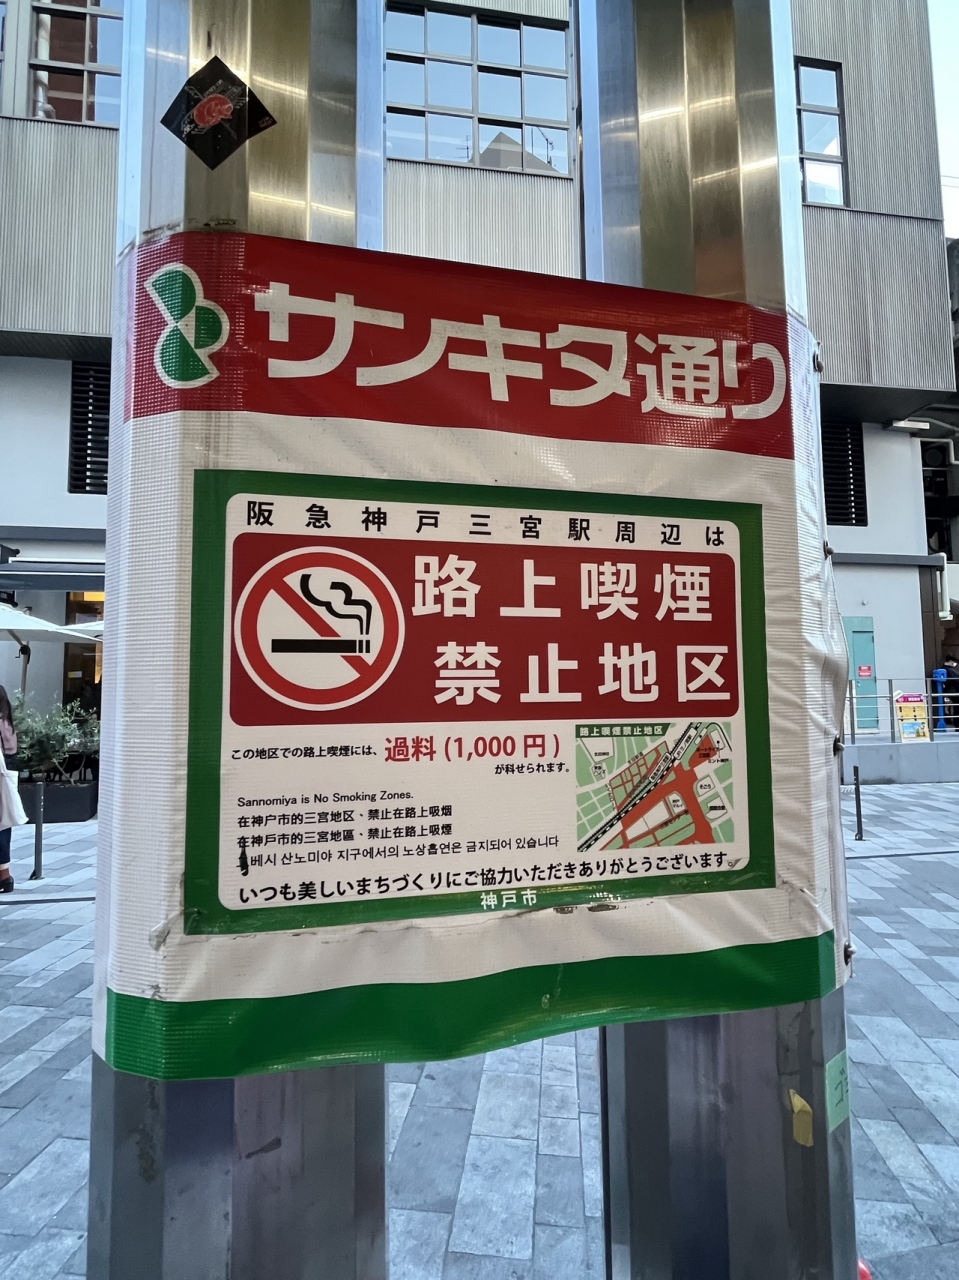 サンキタ通り
阪急神戸三宮駅周辺は
路上喫煙
禁止地区
この地区での路上喫煙には、過料(1,000円)
が科せられます。
路上喫煙禁止地区
Sannomiya is No Smoking Zones.
在神户市的三宫地区、禁止在路上吸烟
在神戶市的三宮地區、禁止在路上吸煙
베시 산노미야 지구에서의 노상흡연은 금지되어 있습니다
いつも美しいまちづくりにご協力いただきありがとうございます。
神戸市